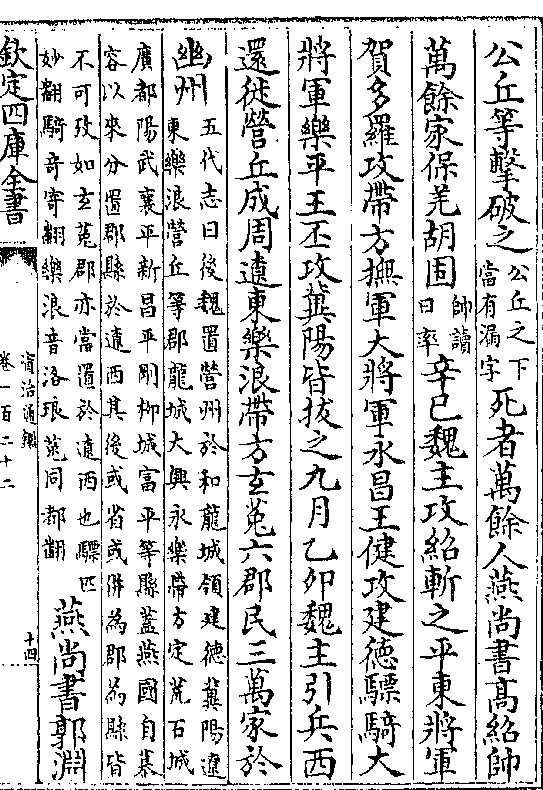 公丘等擊破之公丘之下當有漏字死者萬餘人燕尚書髙紹帥
萬餘家保羌胡固帥讀曰率辛巳魏主攻紹斬之平東將軍
賀多羅攻帶方撫軍大將軍永昌王健攻建德驃騎大
將軍樂平王丕攻冀陽皆拔之九月乙卯魏主引兵西
還徙營丘成周遼東樂浪帶方玄菟六郡民三萬家於
幽州五代志曰後魏置營州於和龍城領建德冀陽遼
東樂浪營丘等郡龍城大興永樂帶方定荒石城
廣都陽武襄平新昌平剛柳城富平等縣蓋燕國自慕
容以來分置郡縣於遼西其後或省或併為郡為縣皆
不可攷如玄菟郡亦當置於遼西也驃匹
妙翻騎奇寄翻樂浪音洛琅菟同都翻燕尚書郭淵
欽定四庫全書
資治通鑑
卷一百二十二
十四